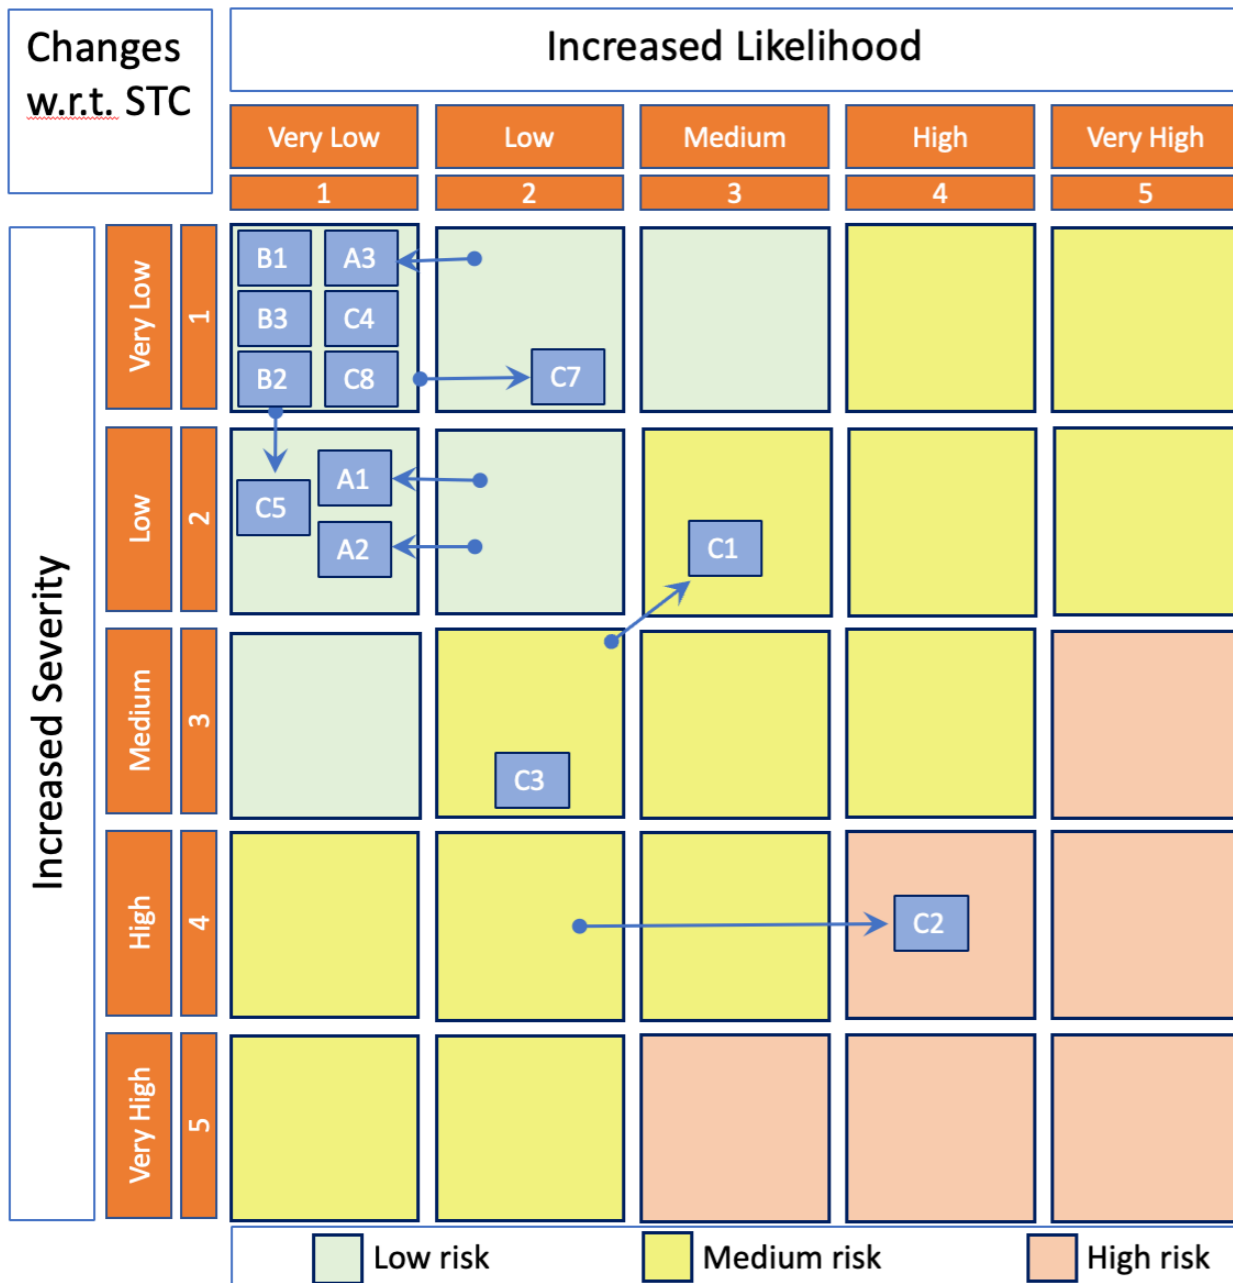 Changes
w.r.t. STC
Increased Likelihood
Very Low
Low
Medium
High
Very High
1
2
3
4
5
Increased Severity
Very Low
1
B1
A3
B3
C4
B2
C8
C7
Low
2
C5
A1
A2
C1
Medium
3
C3
High
4
C2
Very High
5
Low risk
Medium risk
High risk